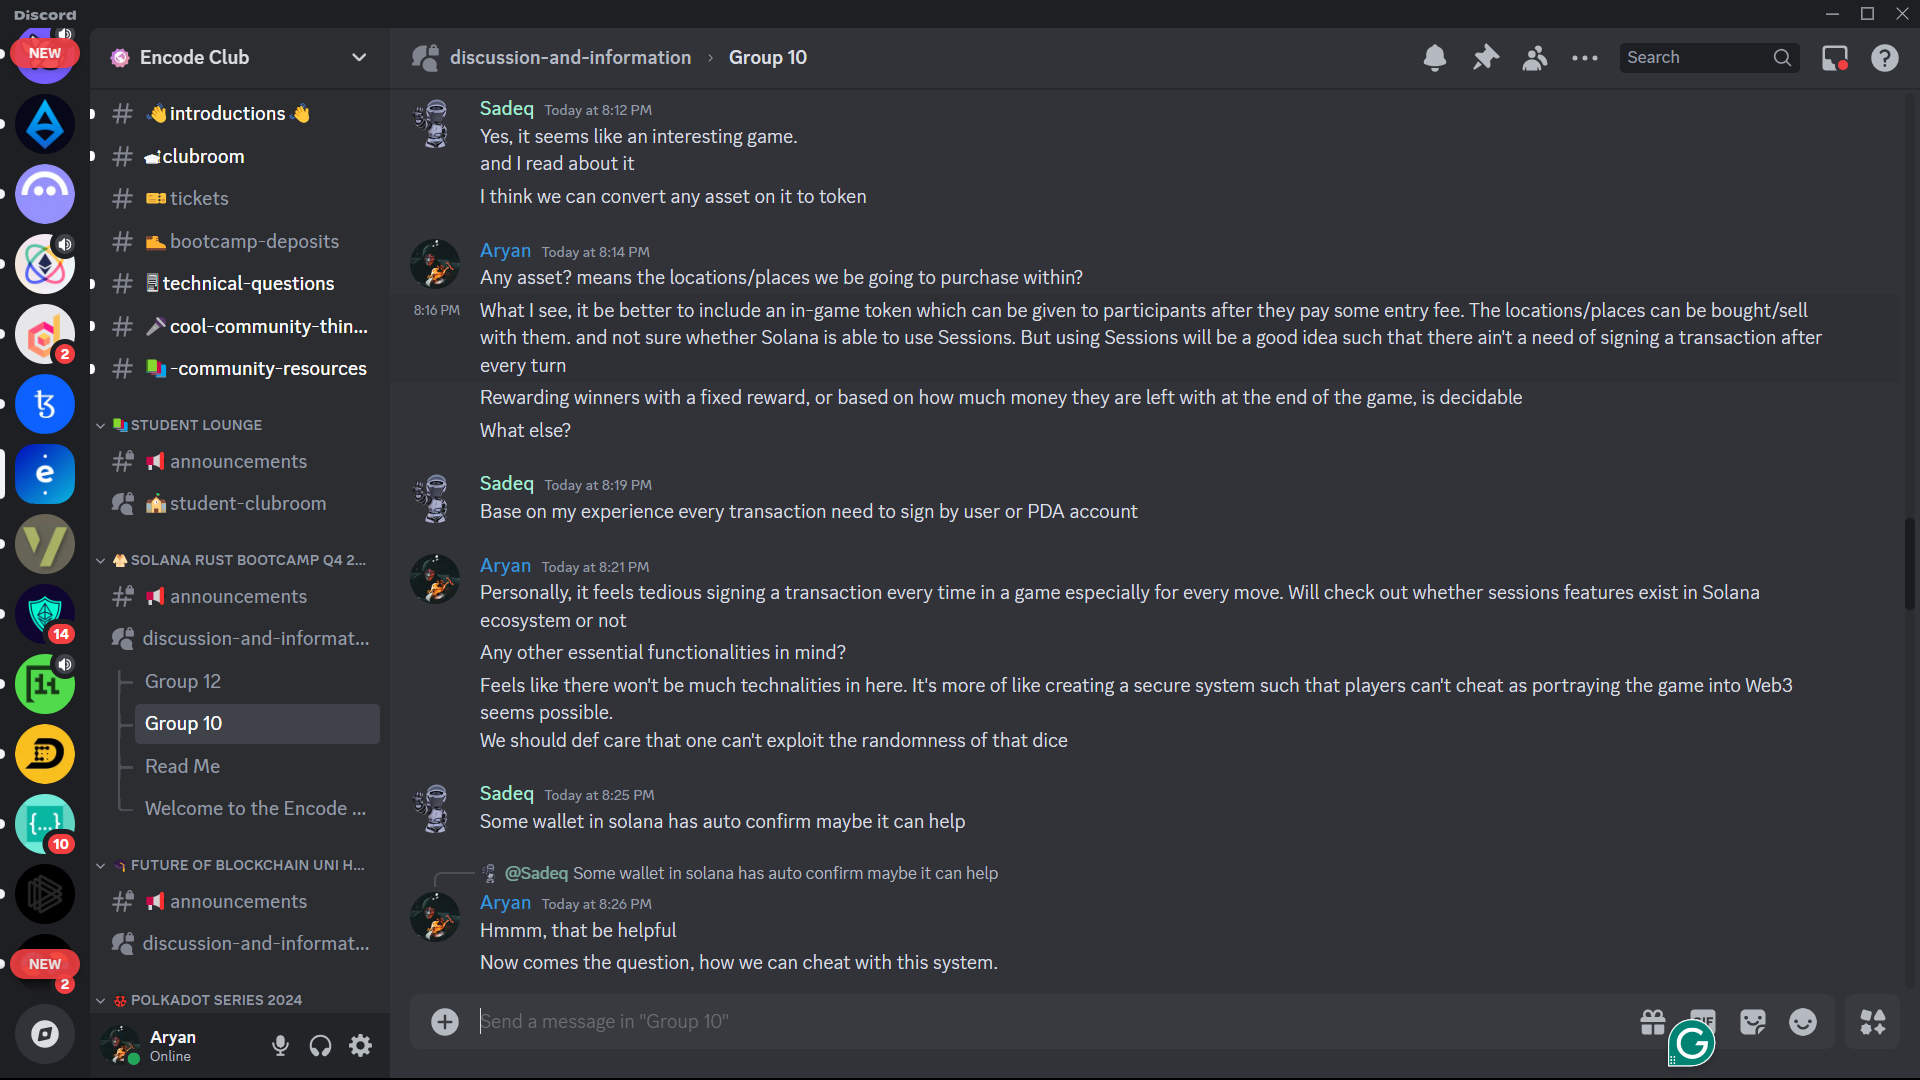 Discord
NEW
2
14
10
NEW
2
Encode Club
introductions
clubroom
tickets
bootcamp-deposits
technical-questions
cool-community-thin...
-community-resources
STUDENT LOUNGE
announcements
student-clubroom
SOLANA RUST BOOTCAMP Q4 2...
announcements
discussion-and-informat...
Group 12
Group 10
Read Me
Welcome to the Encode ...
FUTURE OF BLOCKCHAIN UNI H...
announcements
discussion-and-informat...
POLKADOT SERIES 2024
Aryan
Online
discussion-and-information › Group 10
Search
Sadeq Today at 8:12 PM
Yes, it seems like an interesting game.
and I read about it
I think we can convert any asset on it to token
Aryan Today at 8:14 PM
Any asset? means the locations/places we be going to purchase within?
8:16 PM What I see, it be better to include an in-game token which can be given to participants after they pay some entry fee. The locations/places can be bought/sell
with them. and not sure whether Solana is able to use Sessions. But using Sessions will be a good idea such that there ain't a need of signing a transaction after
every turn
Rewarding winners with a fixed reward, or based on how much money they are left with at the end of the game, is decidable
What else?
Sadeq Today at 8:19 PM
Base on my experience every transaction need to sign by user or PDA account
Aryan Today at 8:21 PM
Personally, it feels tedious signing a transaction every time in a game especially for every move. Will check out whether sessions features exist in Solana
ecosystem or not
Any other essential functionalities in mind?
Feels like there won't be much technalities in here. It's more of like creating a secure system such that players can't cheat as portraying the game into Web3
seems possible.
We should def care that one can't exploit the randomness of that dice
Sadeq Today at 8:25 PM
Some wallet in solana has auto confirm maybe it can help
@Sadeq Some wallet in solana has auto confirm maybe it can help
Aryan Today at 8:26 PM
Hmmm, that be helpful
Now comes the question, how we can cheat with this system.
Send a message in "Group 10"